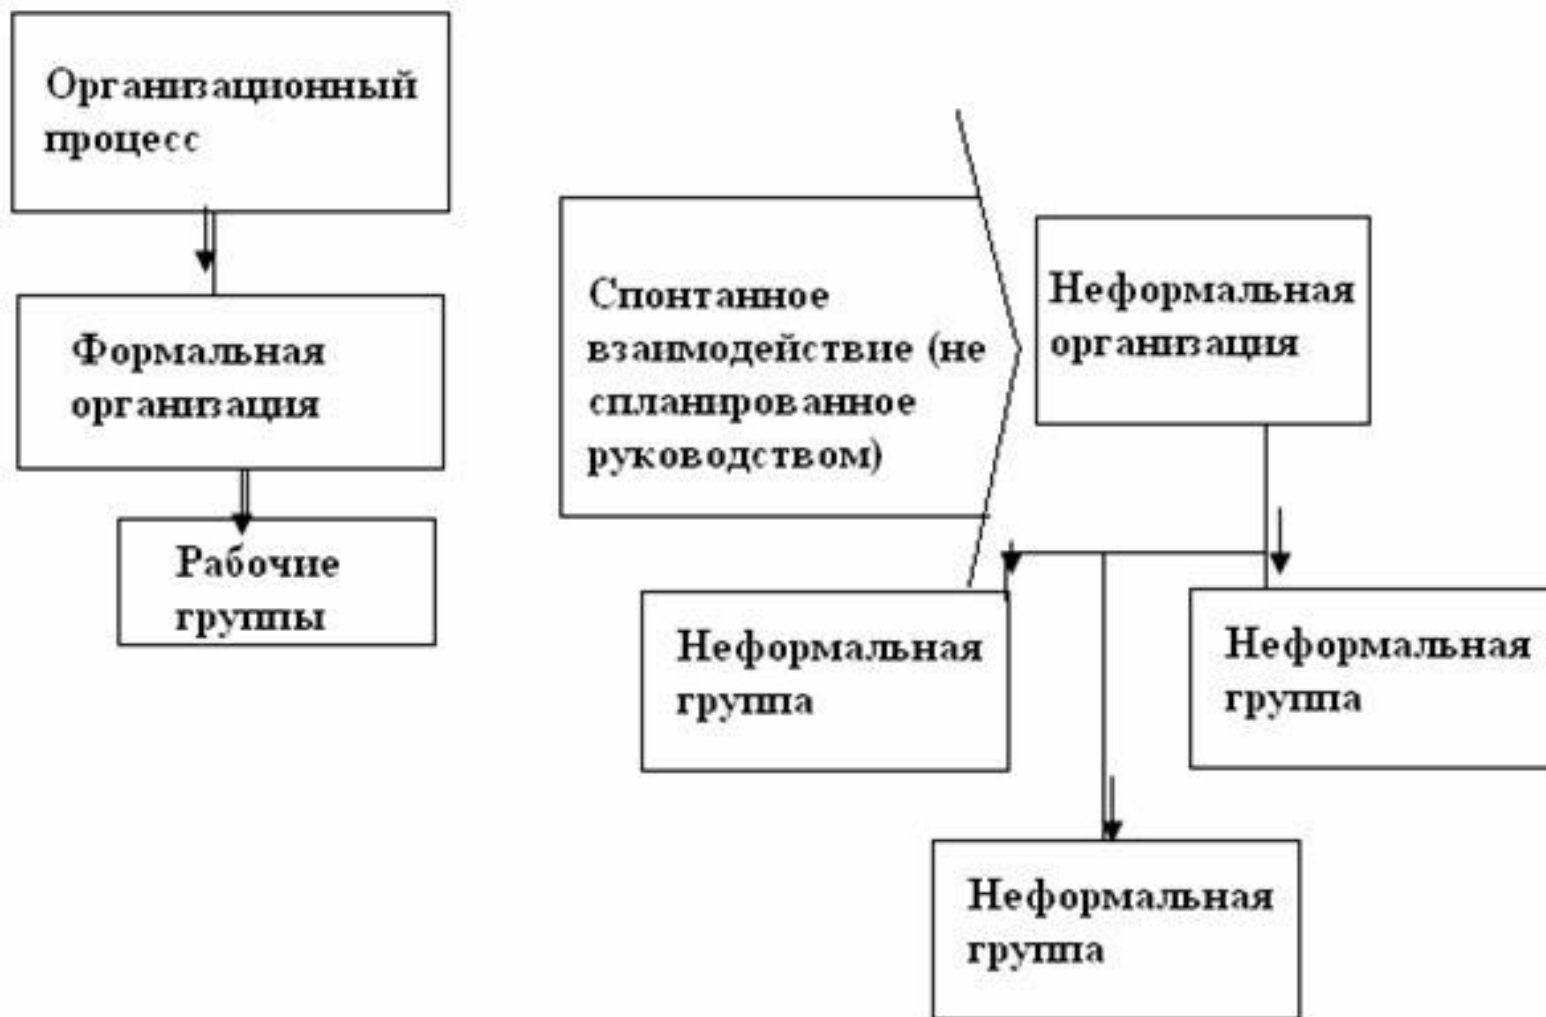 Организационный
процесс
Формальная
организация
Рабочие
группы
Спонтанное
взаимодействие (не
спланированное
руководством)
Неформальная
организация
Неформальная
группа
Неформальная
группа
Неформальная
группа